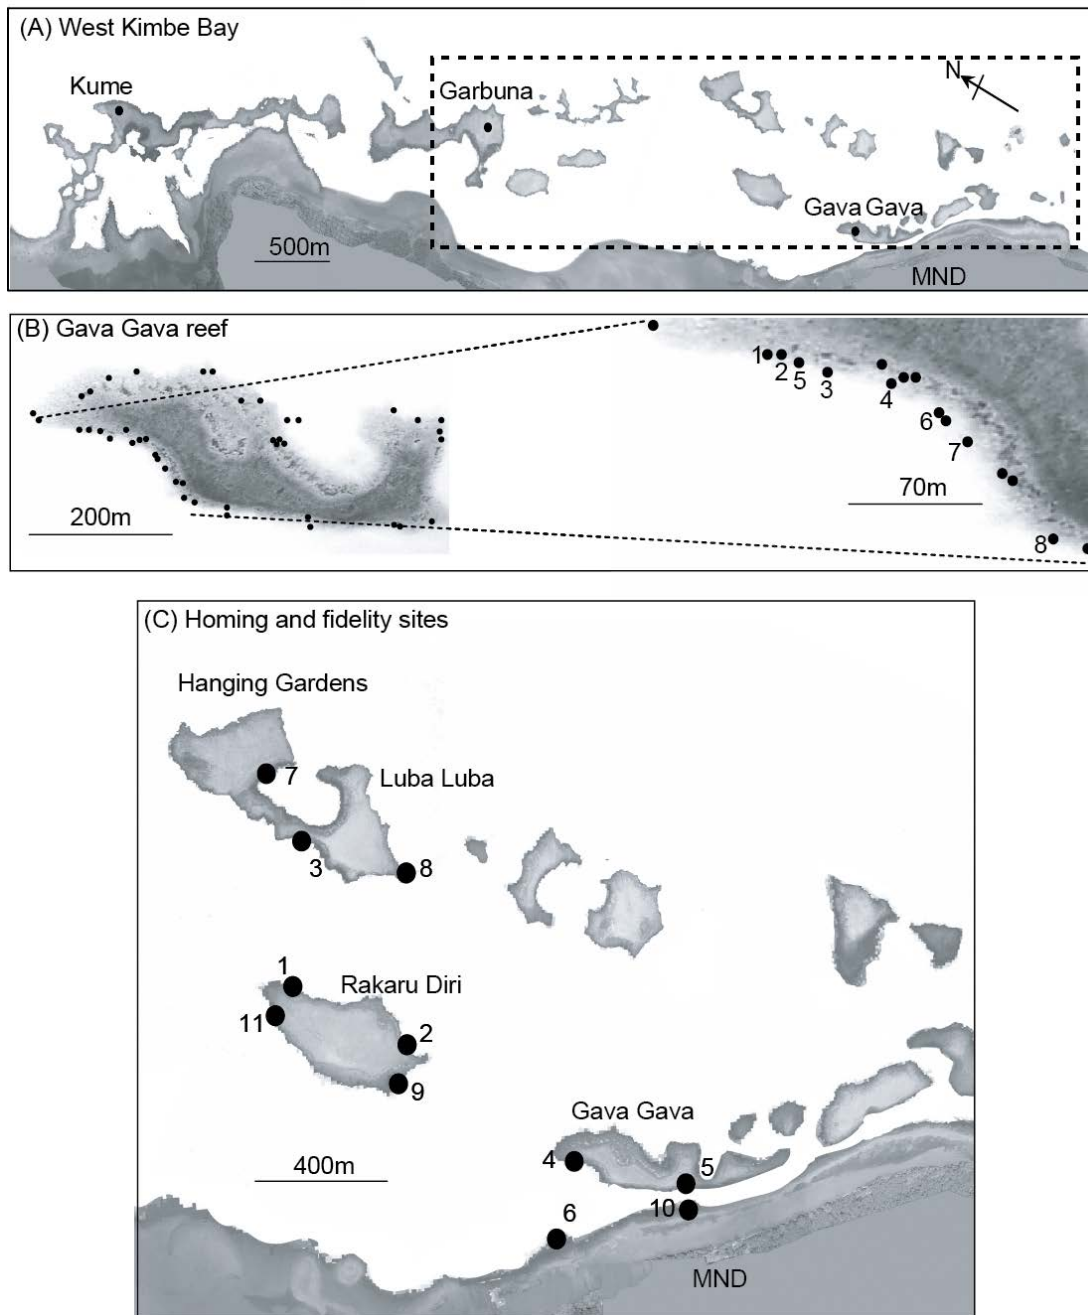 (A) West Kimbe Bay
Kume
Garbuna
N
Gava Gava
500m
MND
(B) Gava Gava reef
1
2
5
3
4
6
7
8
200m
70m
(C) Homing and fidelity sites
Hanging Gardens
7
Luba Luba
3
8
1
Rakaru Diri
11
2
9
Gava Gava
400m
4
5
10
6
MND